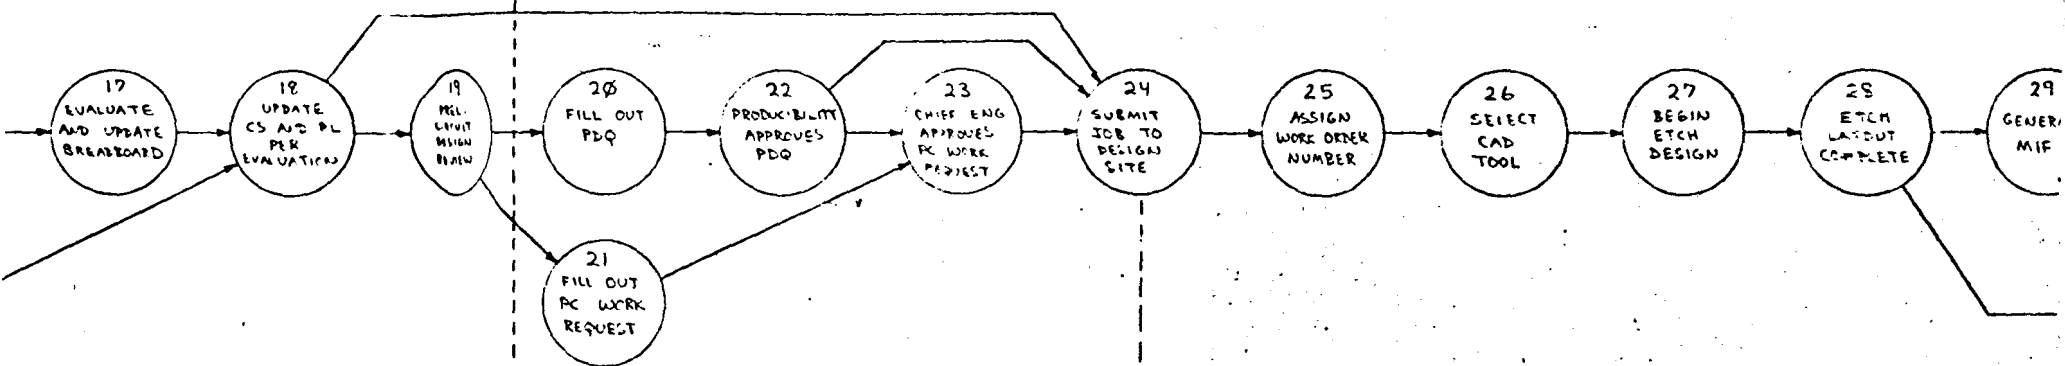 17
EVALUATE
AND UPDATE
BREADBOARD
18
UPDATE
CS AND PL
PER
EVALUATION
19
DESIGN
REVIEW
20
FILL OUT
PDQ
21
FILL OUT
PC WORK
REQUEST
22
PRODUCIBILITY
APPROVES
PDQ
23
CHIEF ENG
APPROVES
PC WORK
REQUEST
24
SUBMIT
JOB TO
DESIGN
SITE
25
ASSIGN
WORK ORDER
NUMBER
26
SELECT
CAD
TOOL
27
BEGIN
ETCH
DESIGN
28
ETCH
LAYOUT
COMPLETE
29
GENERA
MIF